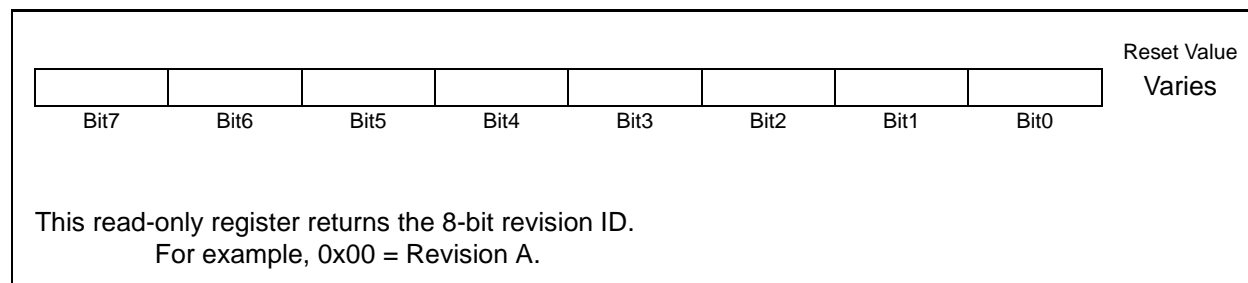 Reset Value
Varies
Bit7 Bit6 Bit5 Bit4 Bit3 Bit2 Bit1 Bit0
This read-only register returns the 8-bit revision ID.
For example, 0x00 = Revision A.